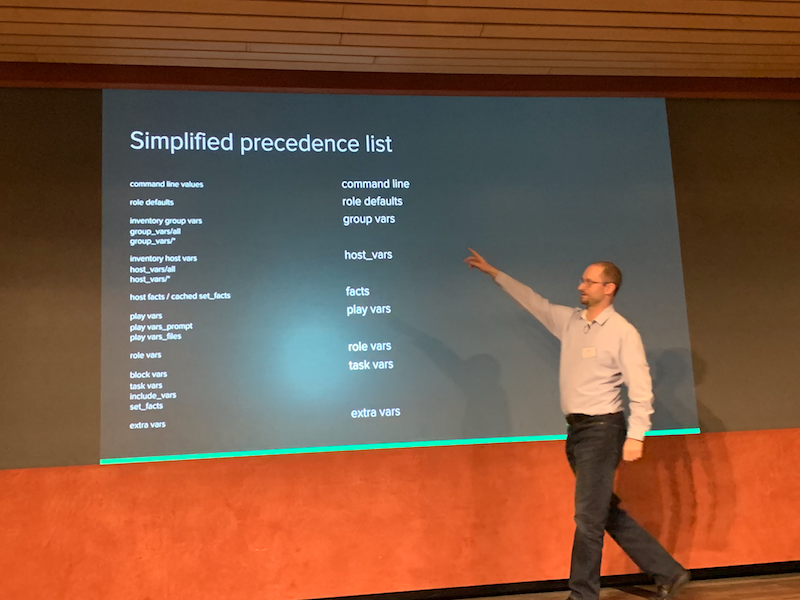 Simplified precedence list
command line values
role defaults
inventory group vars
group_vars/all
group_vars/*
inventory host vars
host_vars/all
host_vars/*
host facts / cached set_facts
play vars
play vars_prompt
play vars_files
role vars
block vars
task vars
include_vars
set_facts
extra vars
command line
role defaults
group vars
host_vars
facts
play vars
role vars
task vars
extra vars